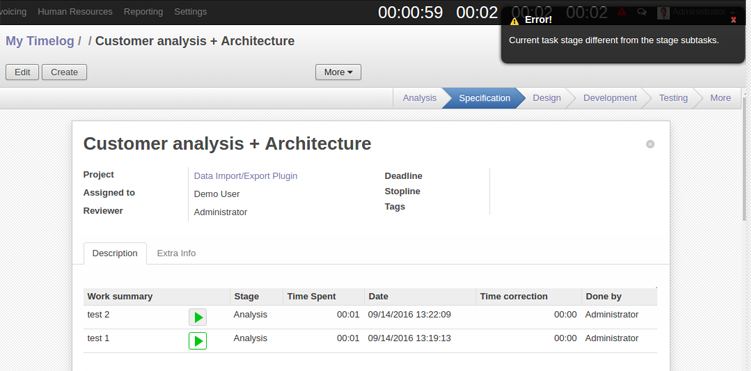 voicing Human Resources Reporting Settings 00:00:59 00:02 00:02 00:02 Administrator
Error!
Current task stage different from the stage subtasks.
My Timelog / / Customer analysis + Architecture
Edit Create More
Analysis Specification Design Development Testing More
Customer analysis + Architecture
Project Data Import/Export Plugin Deadline
Assigned to Demo User Stopline
Reviewer Administrator Tags
Description Extra Info
Work summary Stage Time Spent Date Time correction Done by
test 2 Analysis 00:01 09/14/2016 13:22:09 00:00 Administrator
test 1 Analysis 00:01 09/14/2016 13:19:13 00:00 Administrator